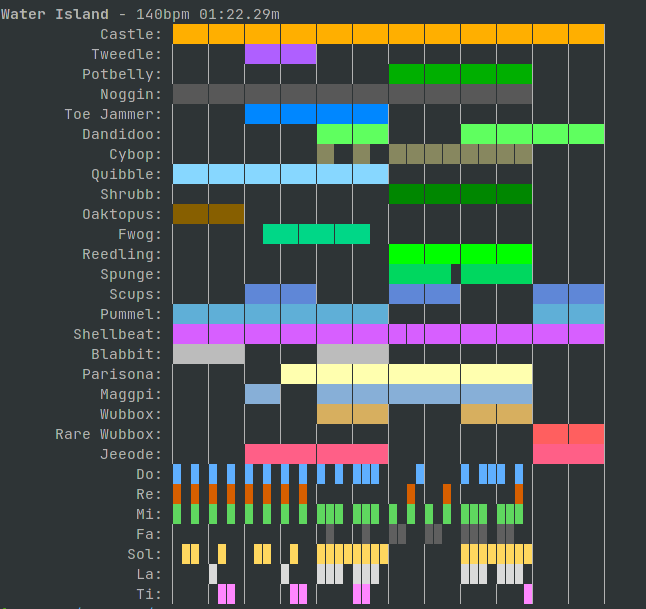 Water Island - 140bpm 01:22.29m
Castle:
Tweedle:
Potbelly:
Noggin:
Toe Jammer:
Dandidoo:
Cybop:
Quibble:
Shrubb:
Oaktopus:
Fwog:
Reedling:
Spunge:
Scups:
Pummel:
Shellbeat:
Blabbit:
Parisona:
Maggpi:
Wubbox:
Rare Wubbox:
Jeeode:
Do:
Re:
Mi:
Fa:
Sol:
La:
Ti: